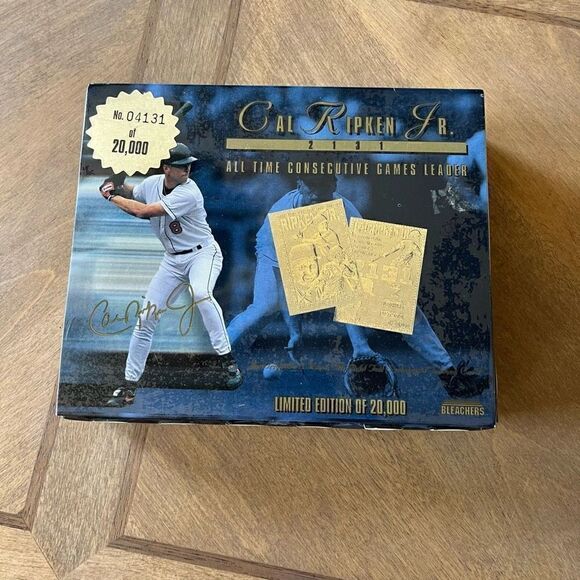 No. 04131
of
20,000
CAL RIPKEN JR.
2131
ALL TIME CONSECUTIVE GAMES LEADER
8
LIMITED EDITION OF 20,000
BLEACHERS